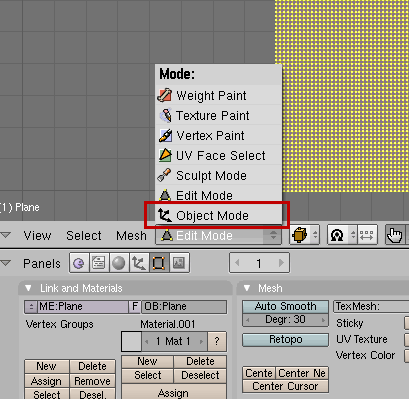 Mode:
Weight Paint
Texture Paint
Vertex Paint
UV Face Select
Sculpt Mode
Edit Mode
Object Mode
(1) Plane
View Select Mesh Edit Mode
Panels 1
Link and Materials
ME:Plane F OB:Plane
Vertex Groups Material.001
1 Mat 1 ?
New Delete New Delete
Assign Remove Select Deselect
Select Desel. Assign
Mesh
Auto Smooth TexMesh:
Degr: 30 Sticky
Retopo UV Texture
Vertex Color
Cente Center Ne
Center Cursor